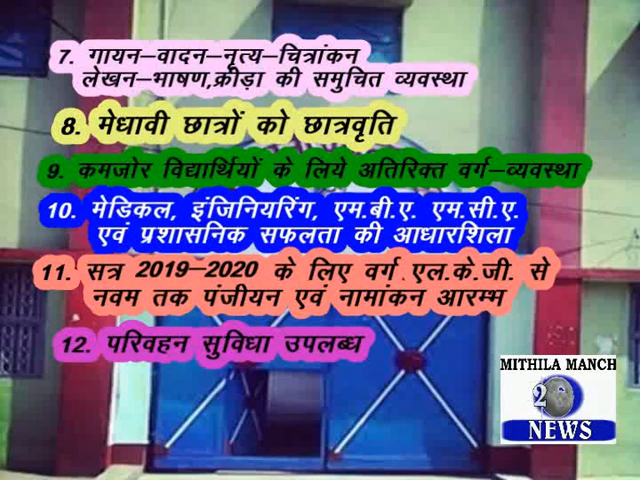 7. गायन–वादन–नृत्य–चित्रांकन
लेखन–भाषण,क्रीड़ा की समुचित व्यवस्था
8. मेधावी छात्रों को छात्रवृति
9. कमजोर विद्यार्थियों के लिये अतिरिक्त वर्ग–व्यवस्था
10. मेडिकल, इंजिनियरिंग, एम.बी.ए. एम.सी.ए.
एवं प्रशासनिक सफलता की आधारशिला
11. सत्र 2019–2020 के लिए वर्ग एल.के.जी. से
नवम तक पंजीयन एवं नामांकन आरम्भ
12. परिवहन सुविधा उपलब्ध
MITHILA MANCH
NEWS